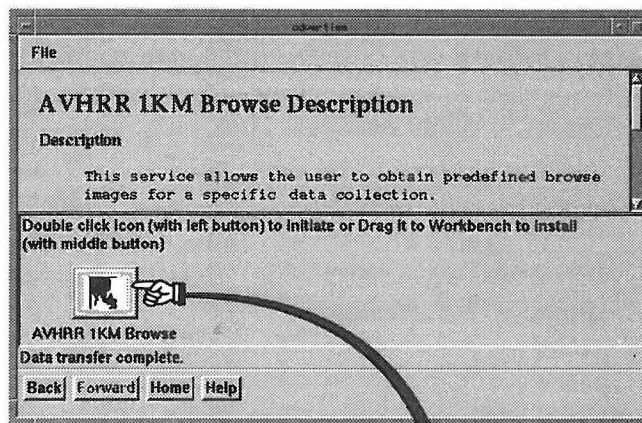 advertise
File
AVHRR 1KM Browse Description
Description
This service allows the user to obtain predefined browse
images for a specific data collection.
Double click icon (with left button) to initiate or Drag it to Workbench to install
(with middle button)
AVHRR 1KM Browse
Data transfer complete.
Back Forward Home Help